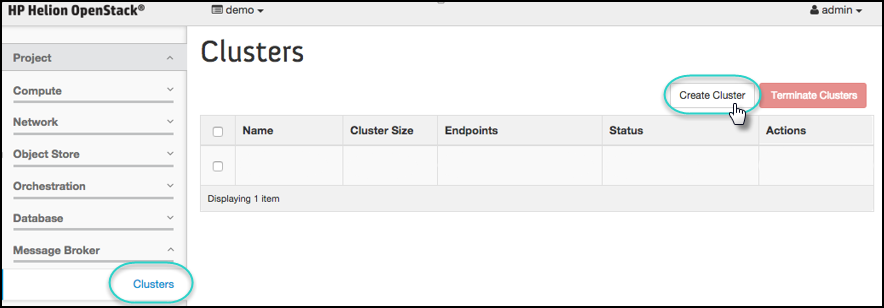 HP Helion OpenStack® demo admin
Project
Compute
Network
Object Store
Orchestration
Database
Message Broker
Clusters
Clusters
Create Cluster Terminate Clusters
Name Cluster Size Endpoints Status Actions
Displaying 1 item